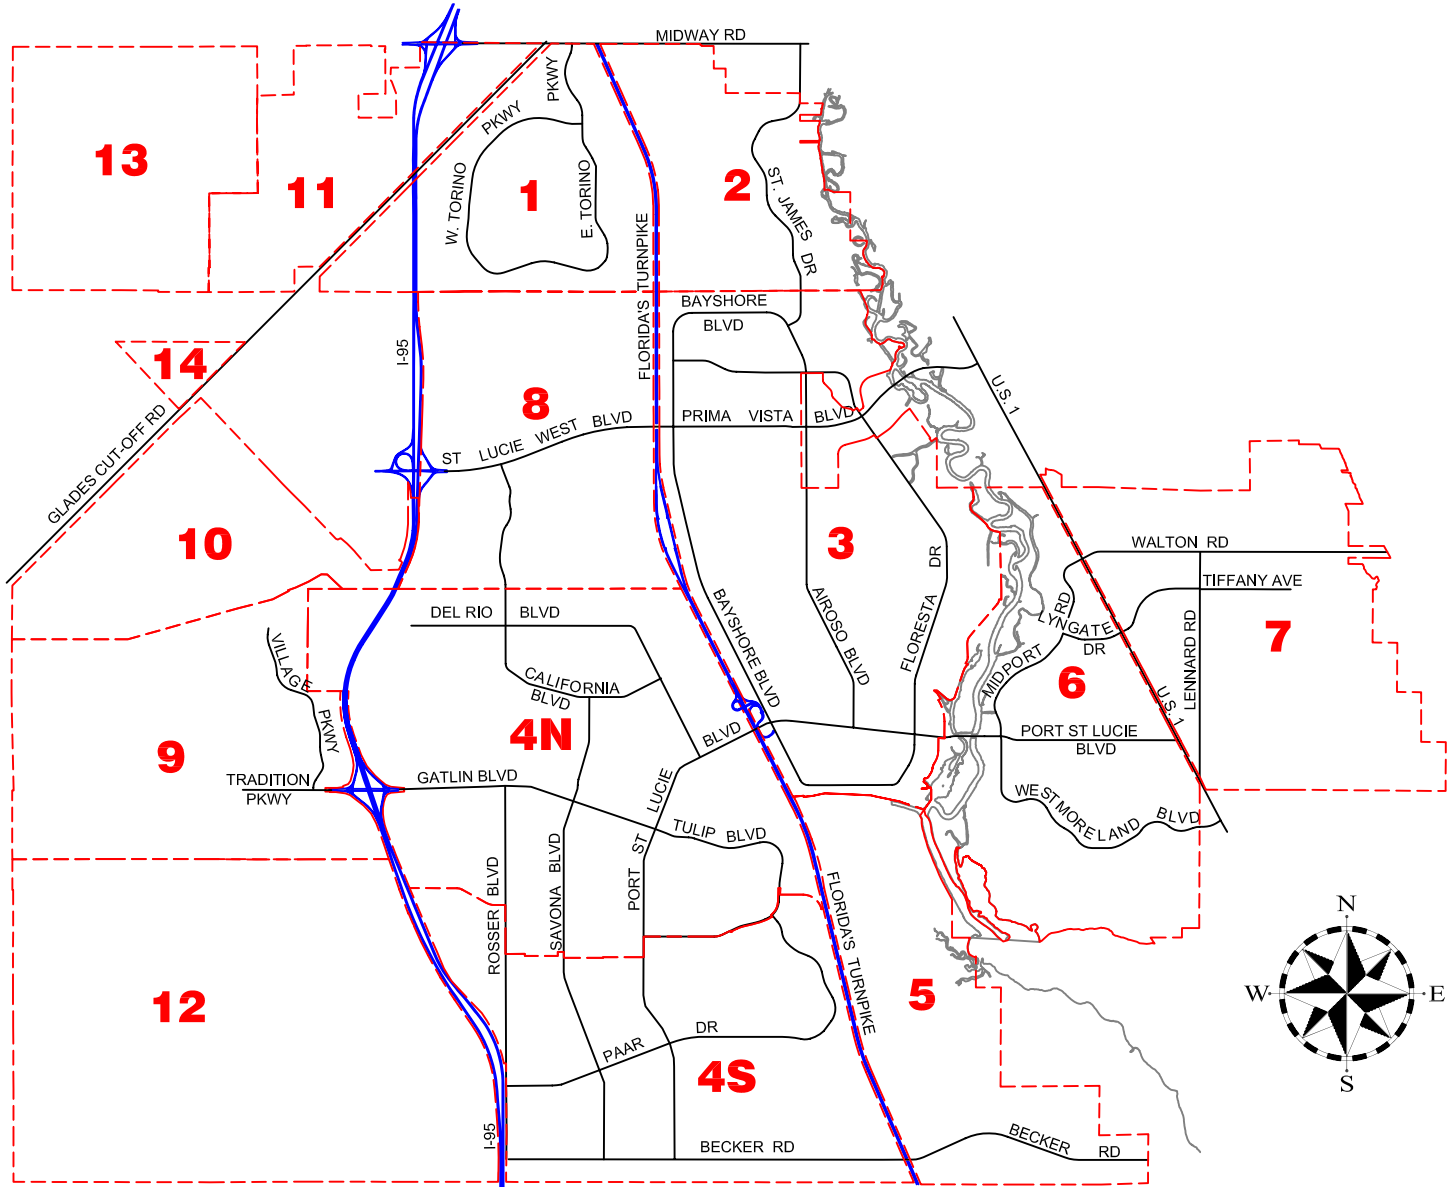 MIDWAY RD
PKWY
PKWY
13
11
1
2
W. TORINO
E. TORINO
ST. JAMES DR
FLORIDA'S TURNPIKE
BAYSHORE
BLVD
I-95
14
8
U.S. 1
GLADES CUT-OFF RD
ST LUCIE WEST BLVD
PRIMA VISTA BLVD
10
3
WALTON RD
TIFFANY AVE
DEL RIO BLVD
BAYSHORE BLVD
AIROSO BLVD
FLORESTA DR
RD
LYNGATE
DR
MIDPORT
LENNARD RD
7
VILLAGE
PKWY
CALIFORNIA
BLVD
6
U.S. 1
4N
BLVD
PORT ST LUCIE
BLVD
9
TRADITION
PKWY
GATLIN BLVD
WESTMORELAND BLVD
TULIP BLVD
PORT ST LUCIE
ROSSER BLVD
SAVONA BLVD
FLORIDA'S TURNPIKE
N
W
E
S
12
5
PAAR DR
4S
I-95
BECKER RD
BECKER RD